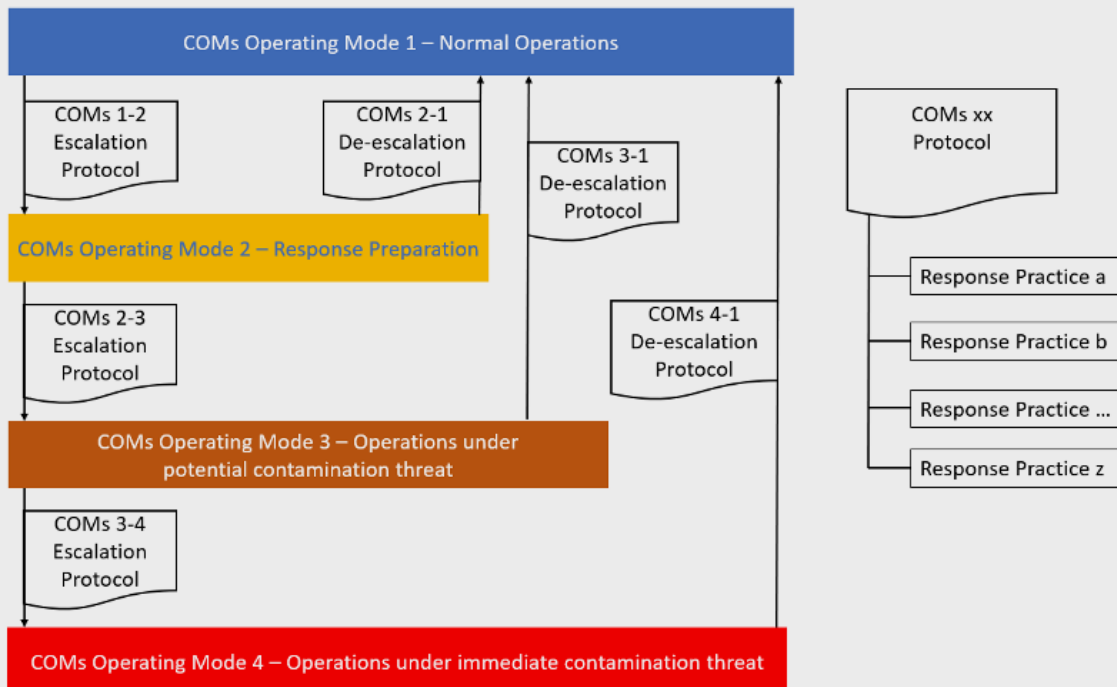 COMs Operating Mode 1 – Normal Operations
COMs 1-2
Escalation
Protocol
COMs 2-1
De-escalation
Protocol
COMs 3-1
De-escalation
Protocol
COMs xx
Protocol
COMs Operating Mode 2 – Response Preparation
Response Practice a
COMs 2-3
Escalation
Protocol
COMs 4-1
De-escalation
Protocol
Response Practice b
Response Practice ...
COMs Operating Mode 3 – Operations under
potential contamination threat
Response Practice z
COMs 3-4
Escalation
Protocol
COMs Operating Mode 4 – Operations under immediate contamination threat